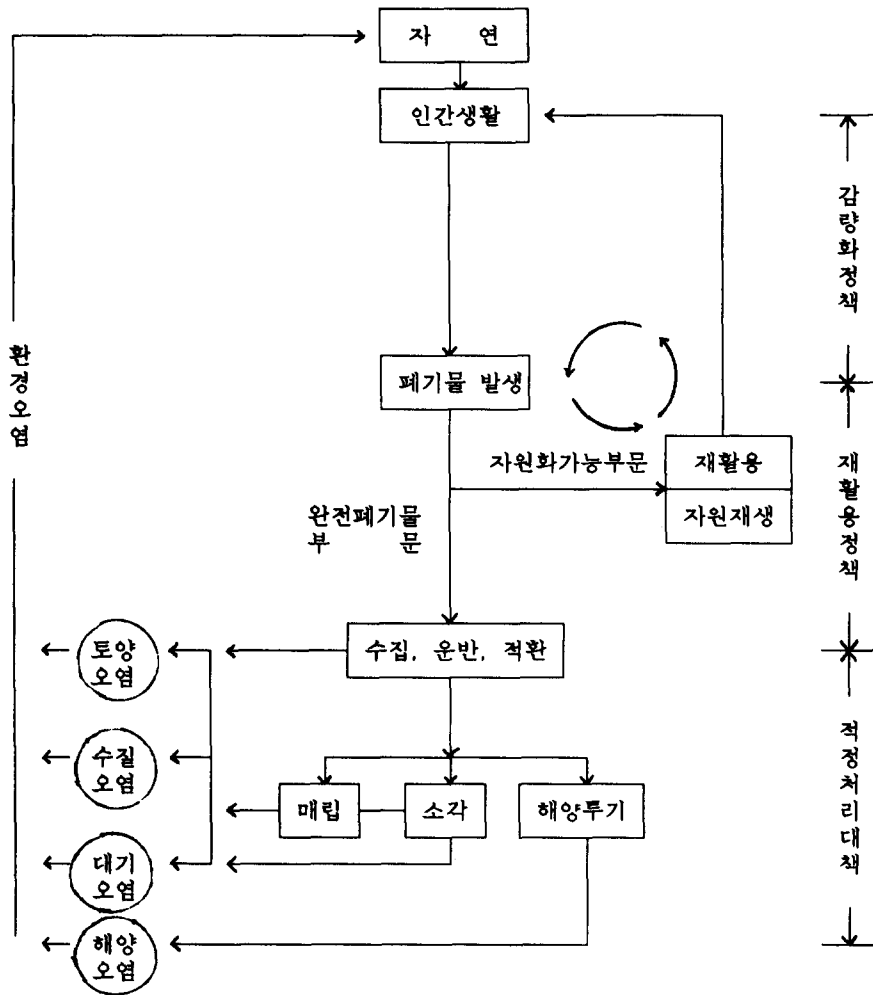 자 연
인간생활
감량화정책
환경오염
폐기물 발생
자원화가능부문
재활용
자원재생
재활용정책
완전폐기물
부 문
수집, 운반, 적환
토양
오염
수질
오염
적정처리대책
매립
소각
해양투기
대기
오염
해양
오염